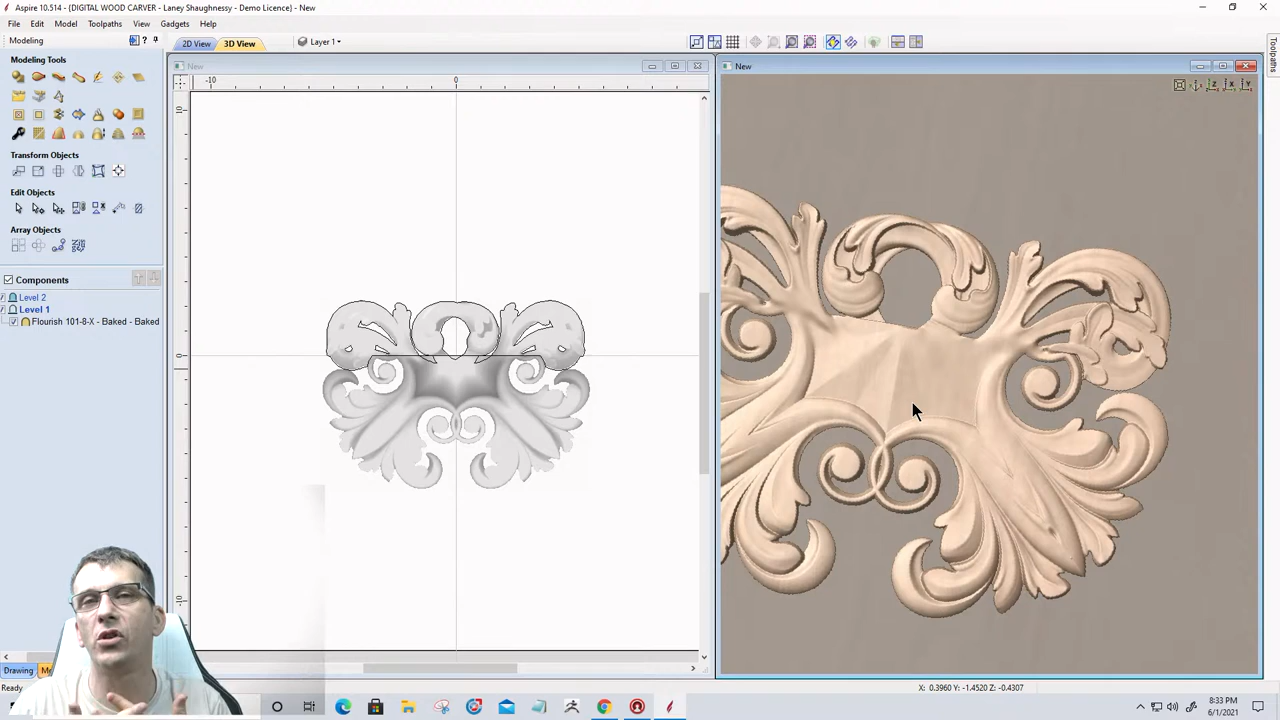 Aspire 10.514 - (DIGITAL WOOD CARVER - Laney Shaughnessy - Demo Licence) - New
File Edit Model Toolpaths View Gadgets Help
Modeling ?
2D View 3D View Layer 1
Toolpaths
Modeling Tools
New
New
-10 0
10
0
-10
Transform Objects
Edit Objects
Array Objects
Components
Level 2
Level 1
Flourish 101-8-X - Baked - Baked
Drawing
Ready
X: 0.3960 Y: -1.4520 Z: -0.4307
8:33 PM
6/1/2021